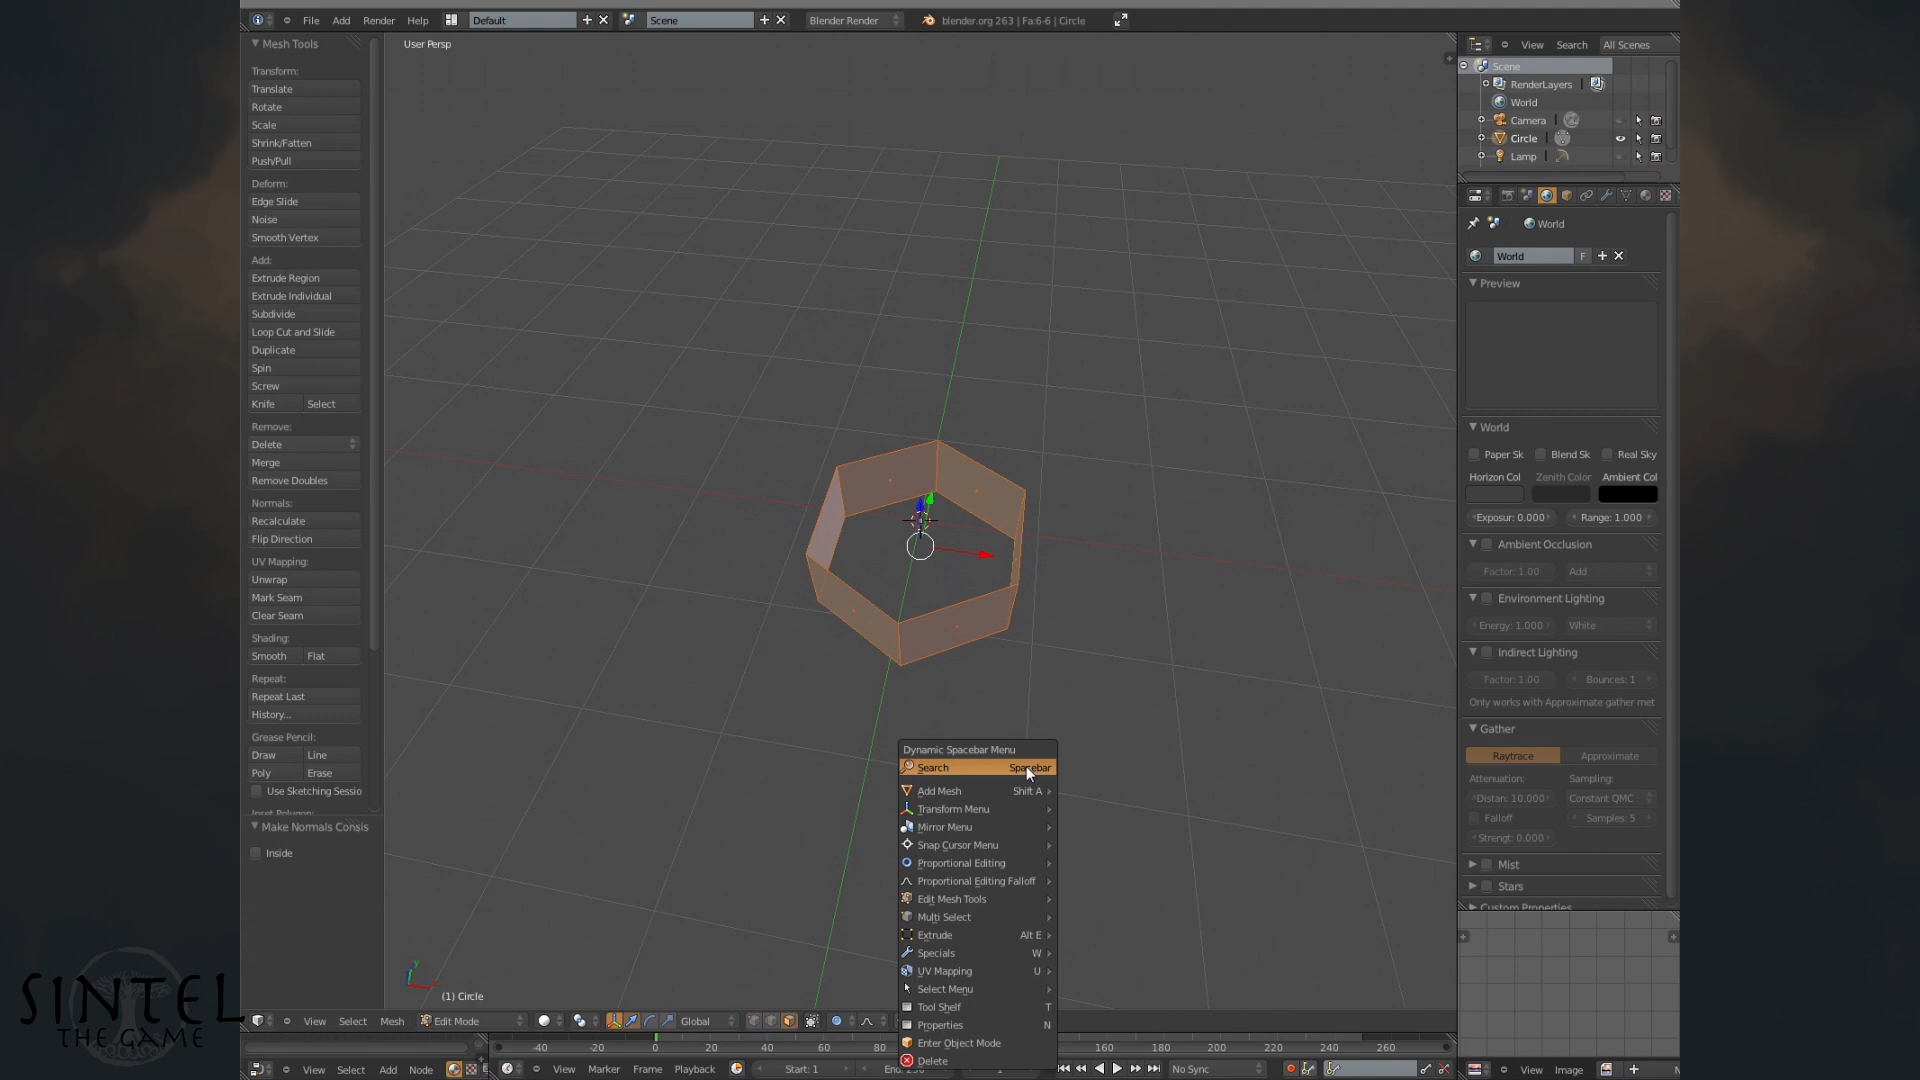 File Add Render Help Default Scene Blender Render blender.org 263 | Fa:6-6 | Circle
Mesh Tools
Transform:
Translate
Rotate
Scale
Shrink/Fatten
Push/Pull
Deform:
Edge Slide
Noise
Smooth Vertex
Add:
Extrude Region
Extrude Individual
Subdivide
Loop Cut and Slide
Duplicate
Spin
Screw
Knife Select
Remove:
Delete
Merge
Remove Doubles
Normals:
Recalculate
Flip Direction
UV Mapping:
Unwrap
Mark Seam
Clear Seam
Shading:
Smooth Flat
Repeat:
Repeat Last
History...
Grease Pencil:
Draw Line
Poly Erase
Use Sketching Sessio
Make Normals Consis
Inside
User Persp
(1) Circle
Dynamic Spacebar Menu
Search Spacebar
Add Mesh Shift A
Transform Menu
Mirror Menu
Snap Cursor Menu
Proportional Editing
Proportional Editing Falloff
Edit Mesh Tools
Multi Select
Extrude Alt E
Specials W
UV Mapping U
Select Menu
Tool Shelf T
Properties N
Enter Object Mode
Delete
View Select Mesh Edit Mode Global
-40 -20 0 20 40 60 80 160 180 200 220 240 260
View Select Add Node View Marker Frame Playback Start: 1 No Sync
View Search All Scenes
Scene
RenderLayers |
World
Camera |
Circle |
Lamp |
World
World F
Preview
World
Paper Sk Blend Sk Real Sky
Horizon Col Zenith Color Ambient Col
Exposur: 0.000 Range: 1.000
Ambient Occlusion
Factor: 1.00 Add
Environment Lighting
Energy: 1.000 White
Indirect Lighting
Factor: 1.00 Bounces: 1
Only works with Approximate gather met
Gather
Raytrace Approximate
Attenuation: Sampling:
Distan: 10.000 Constant QMC
Falloff Samples: 5
Strengt: 0.000
Mist
Stars
Custom Properties
View Image
SINTEL
THE GAME